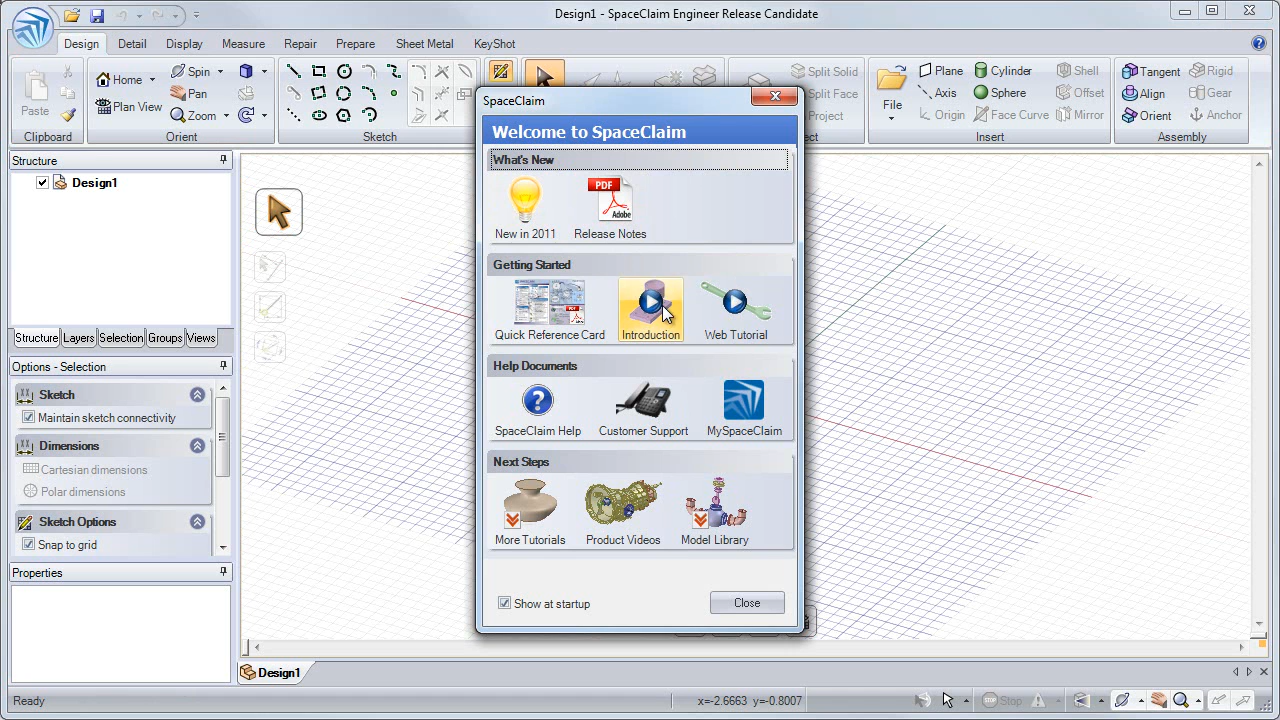 Design1 - SpaceClaim Engineer Release Candidate
Design Detail Display Measure Repair Prepare Sheet Metal KeyShot
Paste
Clipboard
Home Spin
Plan View Pan
Zoom
Orient
Sketch
Split Solid
Split Face
Project
File
Plane Cylinder Shell
Axis Sphere Offset
Origin Face Curve Mirror
Insert
Tangent Rigid
Align Gear
Orient Anchor
Assembly
Structure
Design1
Structure Layers Selection Groups Views
Options - Selection
Sketch
Maintain sketch connectivity
Dimensions
Cartesian dimensions
Polar dimensions
Sketch Options
Snap to grid
Properties
SpaceClaim
Welcome to SpaceClaim
What's New
New in 2011 Release Notes
PDF
Adobe
Getting Started
PDF
Quick Reference Card Introduction Web Tutorial
Help Documents
SpaceClaim Help Customer Support MySpaceClaim
Next Steps
More Tutorials Product Videos Model Library
Show at startup
Close
Design1
Ready
x=-2.6663 y=-0.8007
Stop